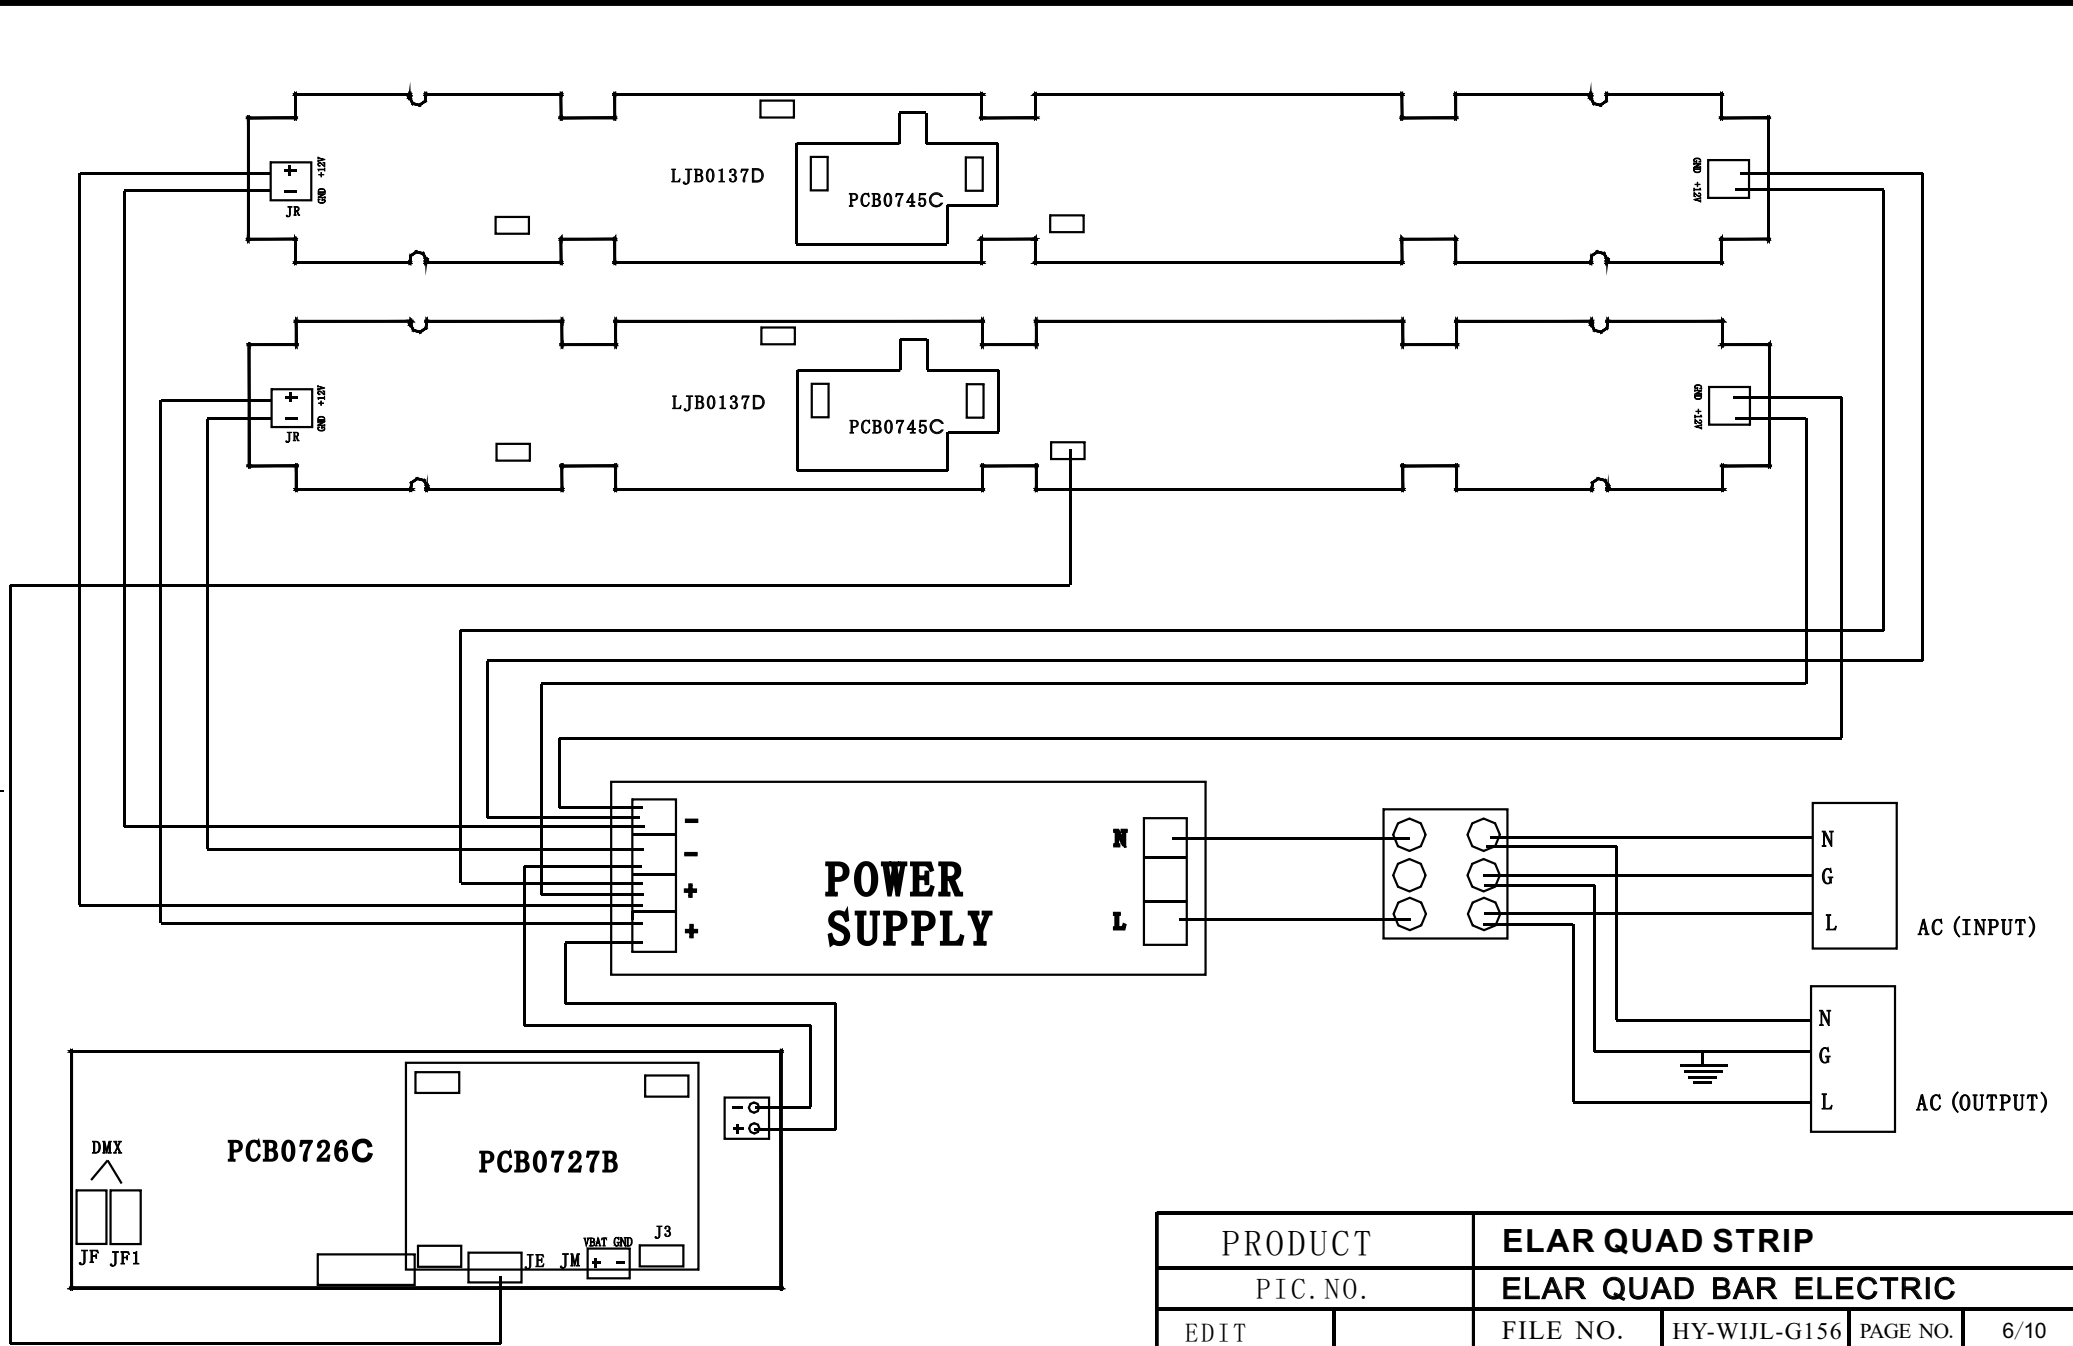 + +12V
- GND
JR
LJB0137D
PCB0745C
GND +12V
+ +12V
- GND
JR
LJB0137D
PCB0745C
GND +12V
-
-
+
+
POWER
SUPPLY
N
L
N
G
L
AC (INPUT)
N
G
L
AC (OUTPUT)
-
+
DMX
PCB0726C
PCB0727B
JF JF1
JE JM
VBAT GND
+ -
J3
PRODUCT ELAR QUAD STRIP
PIC. NO. ELAR QUAD BAR ELECTRIC
EDIT FILE NO. HY-WIJL-G156 PAGE NO. 6/10